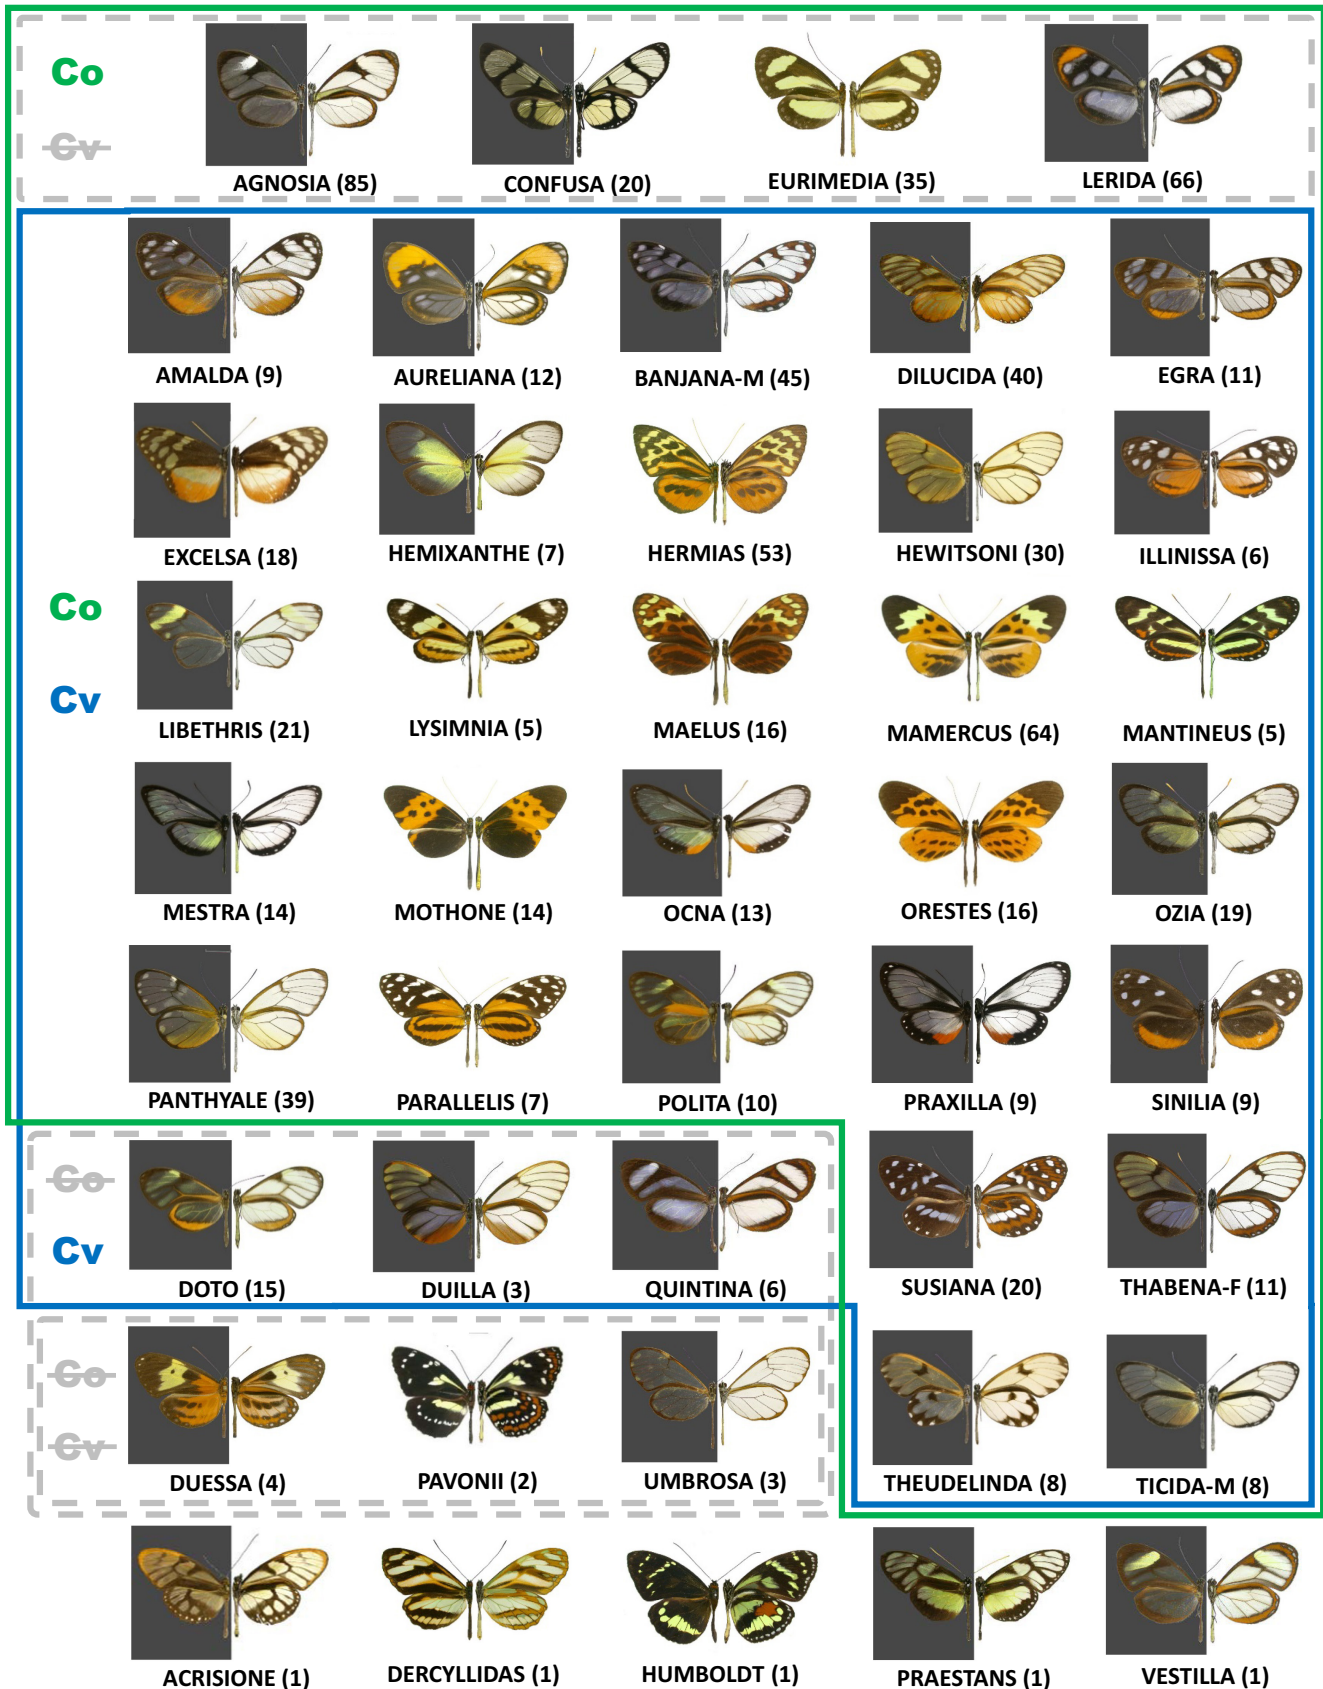 Co
Cv
AGNOSIA (85) CONFUSA (20) EURIMEDIA (35) LERIDA (66)
AMALDA (9) AURELIANA (12) BANJANA-M (45) DILUCIDA (40) EGRA (11)
EXCELSA (18) HEMIXANTHE (7) HERMIAS (53) HEWITSONI (30) ILLINISSA (6)
Co
Cv
LIBETHRIS (21) LYSIMNIA (5) MAELUS (16) MAMERCUS (64) MANTINEUS (5)
MESTRA (14) MOTHONE (14) OCNA (13) ORESTES (16) OZIA (19)
PANTHYALE (39) PARALLELIS (7) POLITA (10) PRAXILLA (9) SINILIA (9)
Co
Cv
DOTO (15) DUILLA (3) QUINTINA (6) SUSIANA (20) THABENA-F (11)
Co
Cv
DUESSA (4) PAVONII (2) UMBROSA (3) THEUDELINDA (8) TICIDA-M (8)
ACRISIONE (1) DERCYLLIDAS (1) HUMBOLDT (1) PRAESTANS (1) VESTILLA (1)